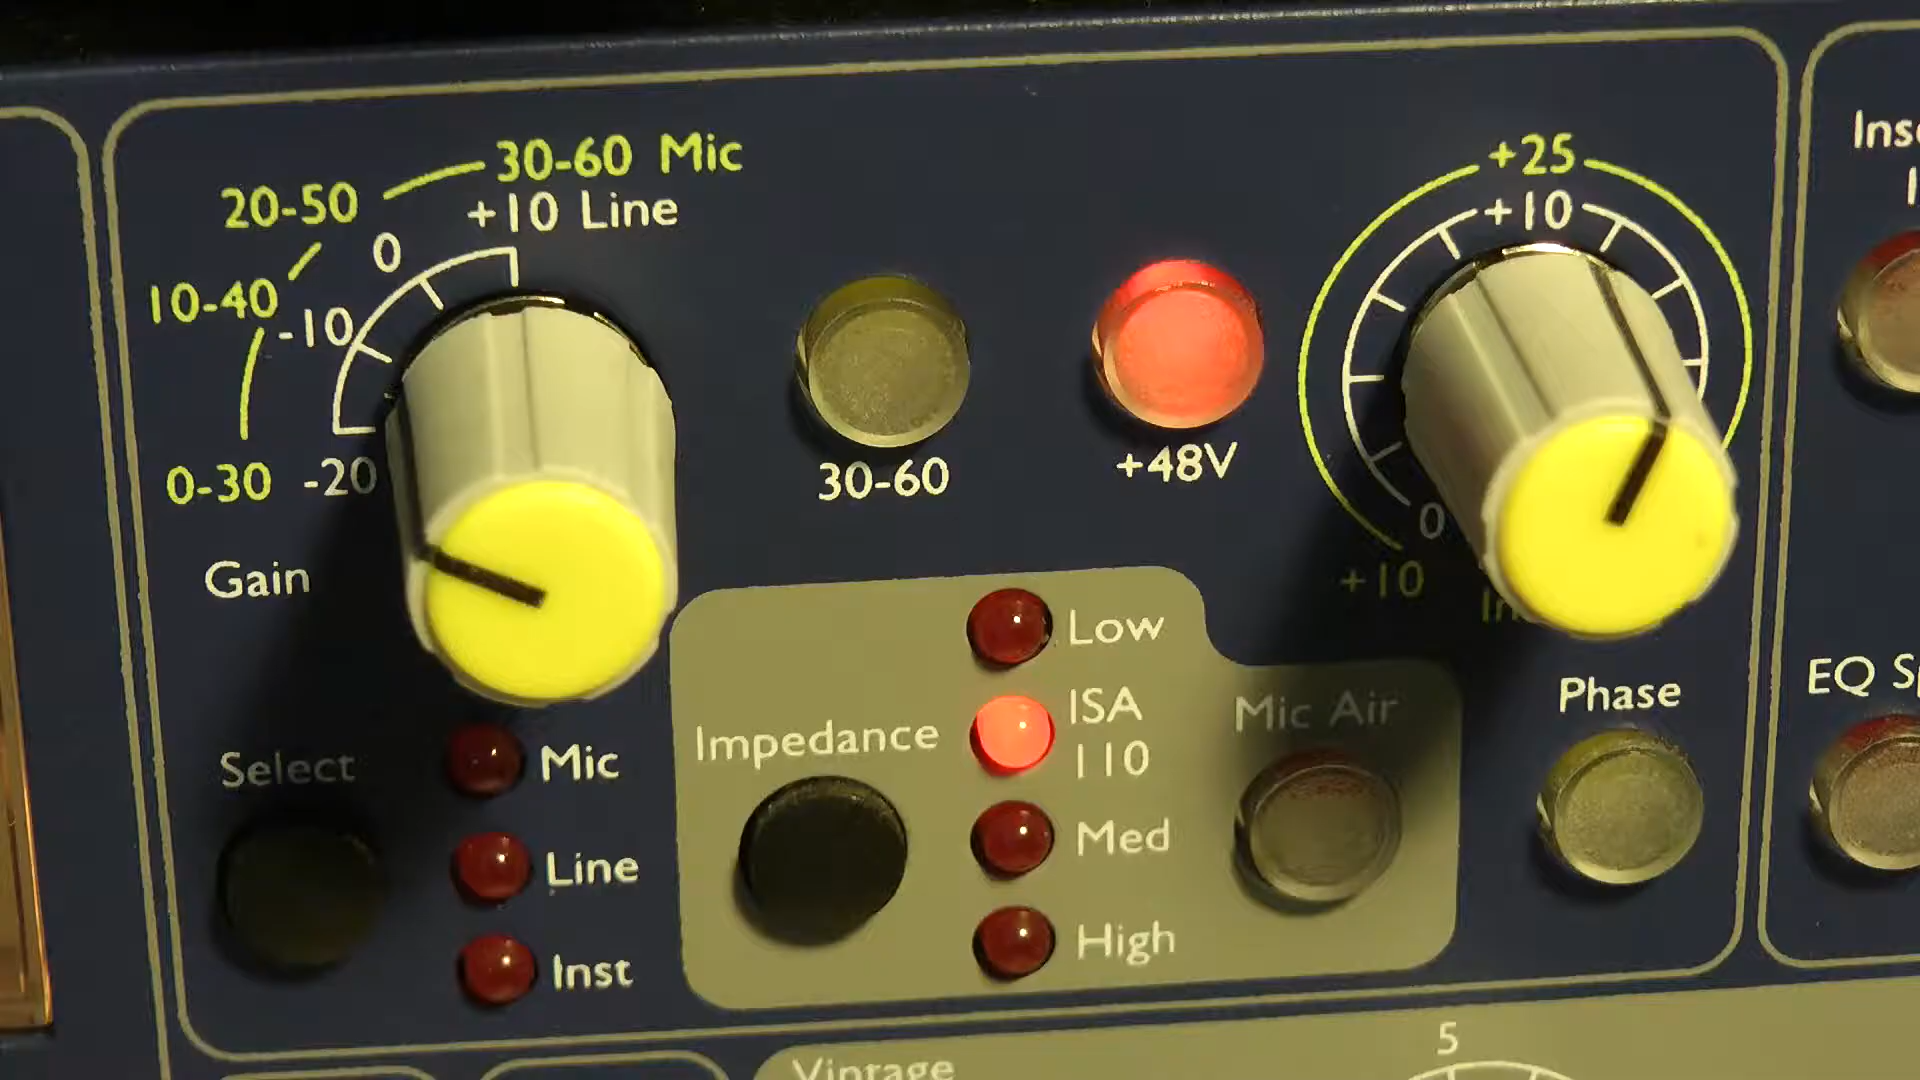 30-60 Mic
20-50
+10 Line
0
10-40
-10
0-30
-20
Gain
30-60
+48V
+25
+10
0
+10
Select
Mic
Line
Inst
Impedance
Low
ISA
110
Med
High
Mic Air
Phase
EQ
Vintage
5